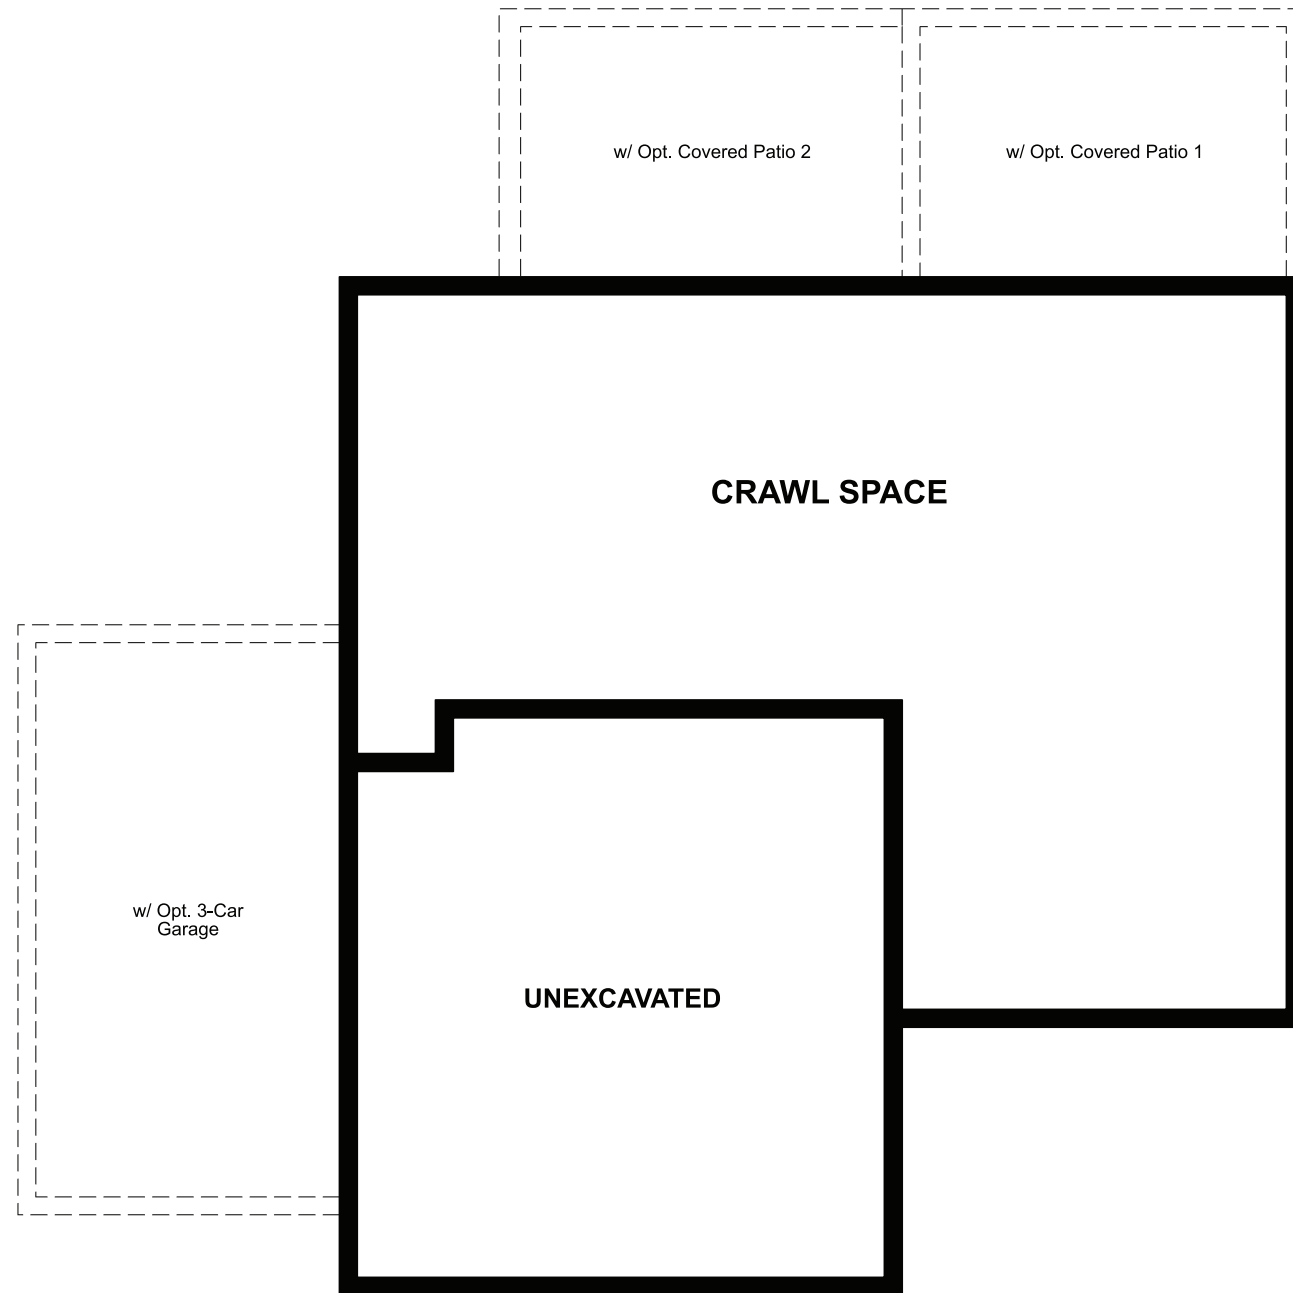 w/ Opt. Covered Patio 2
w/ Opt. Covered Patio 1
CRAWL SPACE
w/ Opt. 3-Car
Garage
UNEXCAVATED